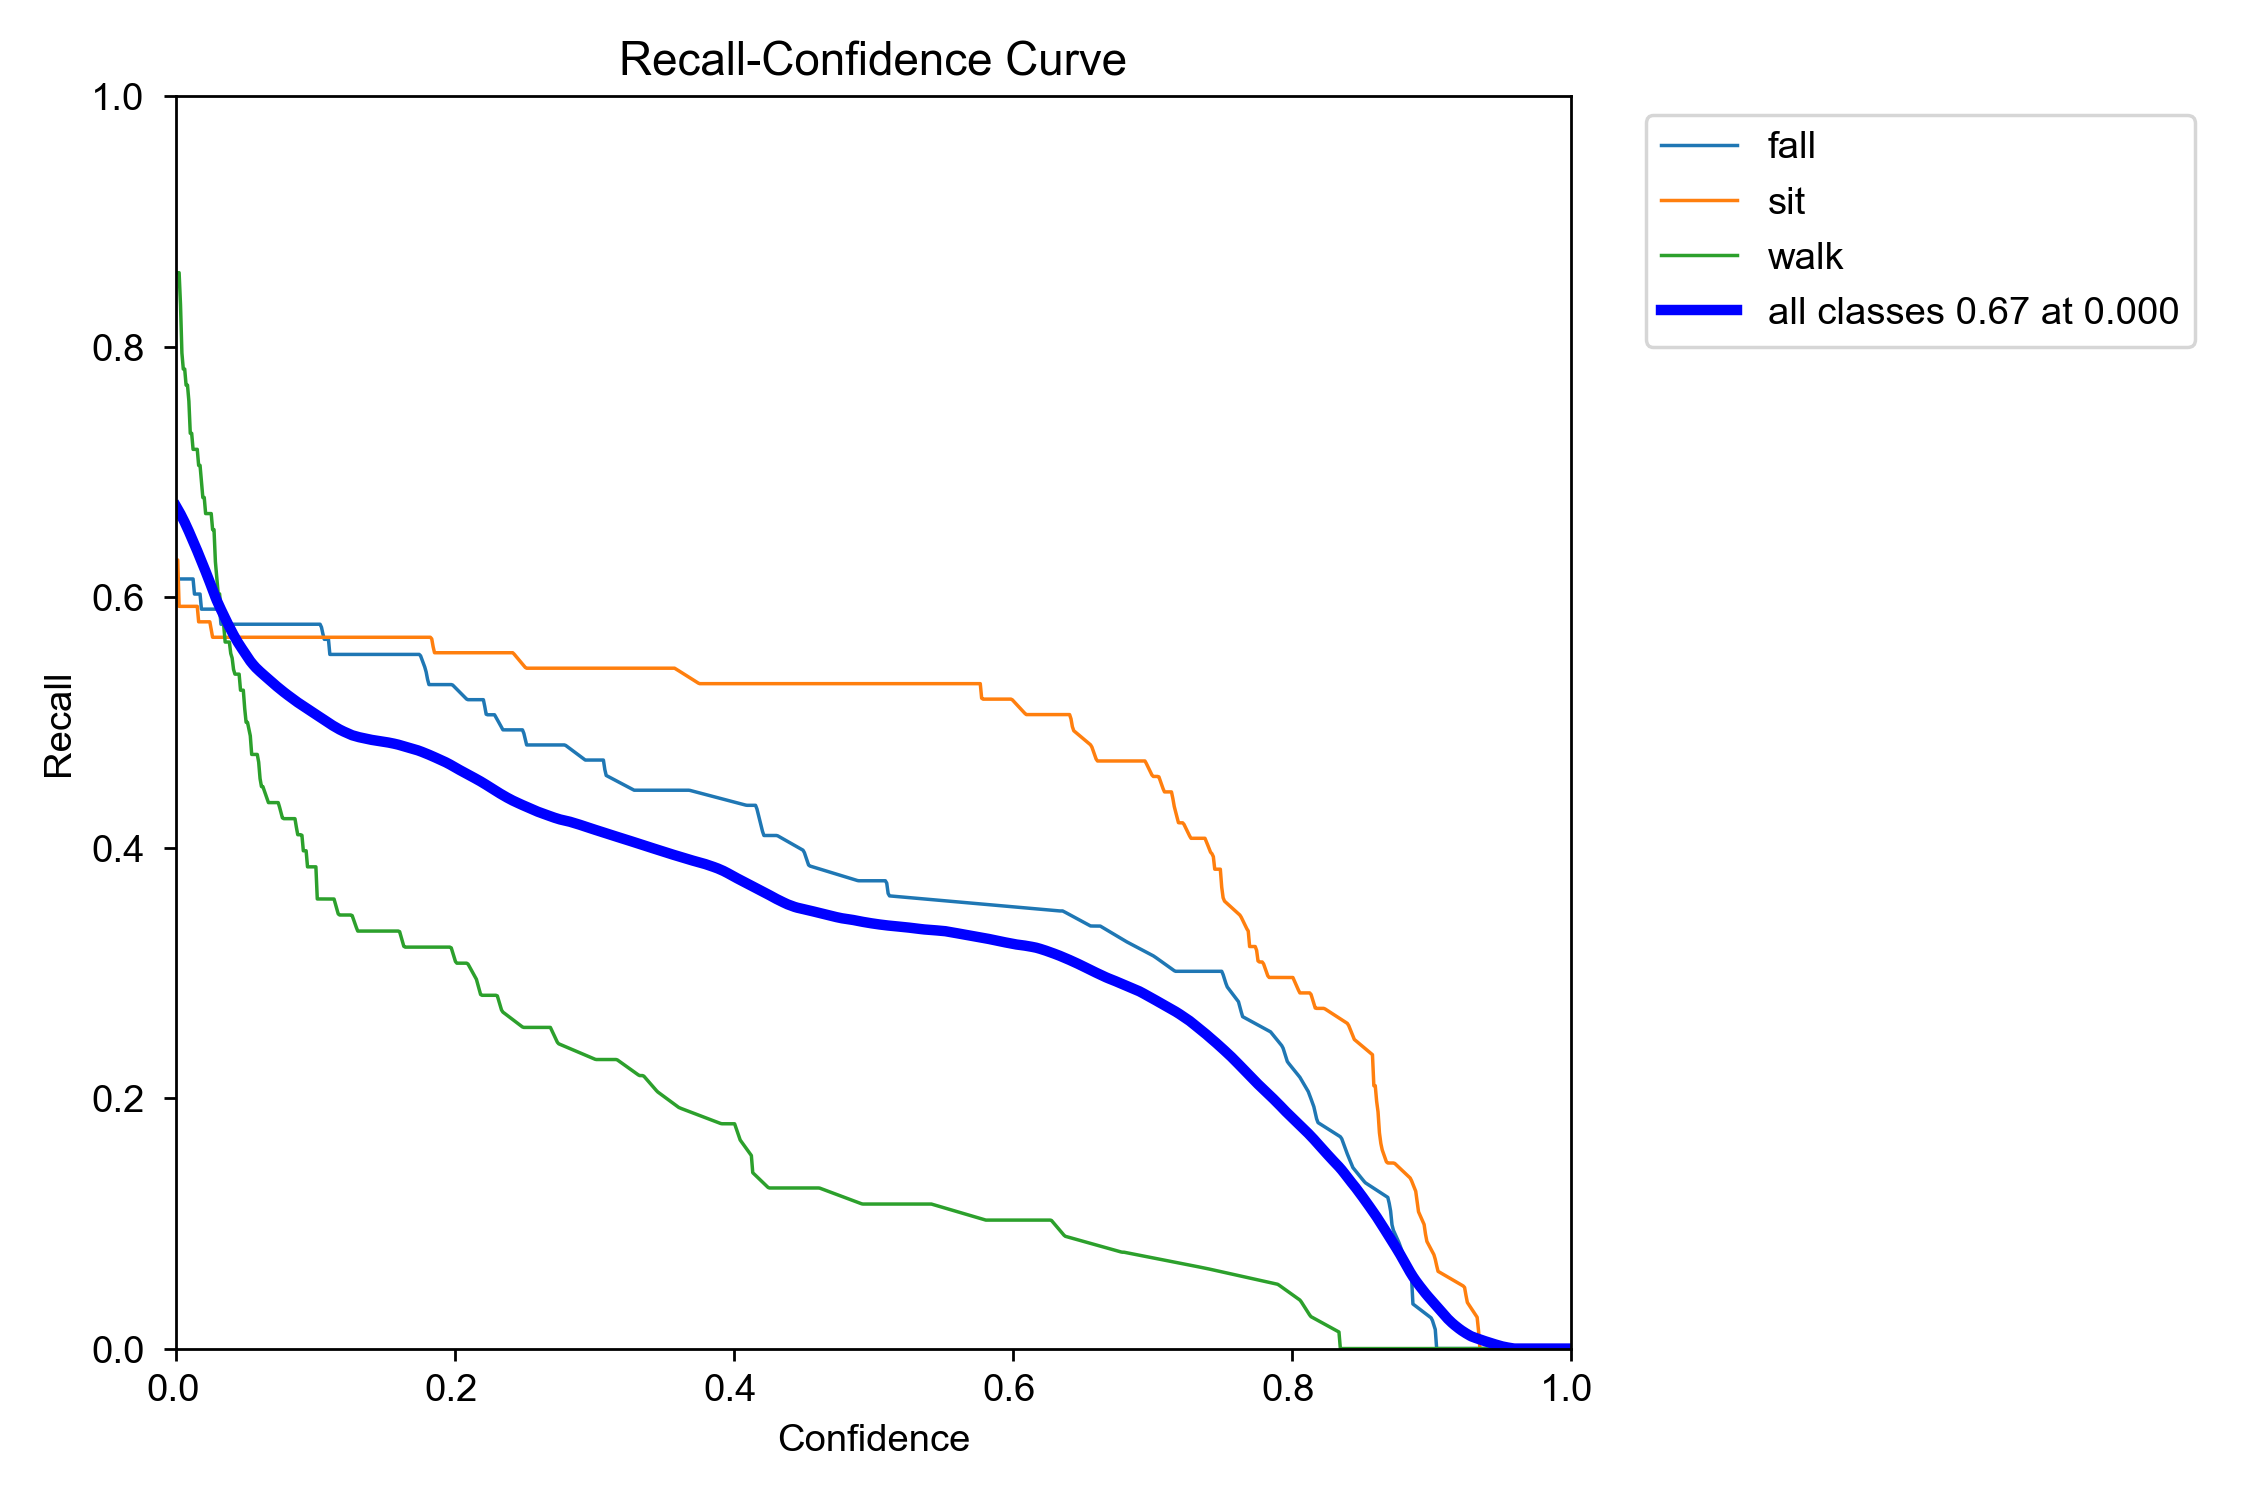 Recall-Confidence Curve
1.0
0.8
0.6
0.4
0.2
0.0
Recall
0.0 0.2 0.4 0.6 0.8 1.0
Confidence
fall
sit
walk
all classes 0.67 at 0.000